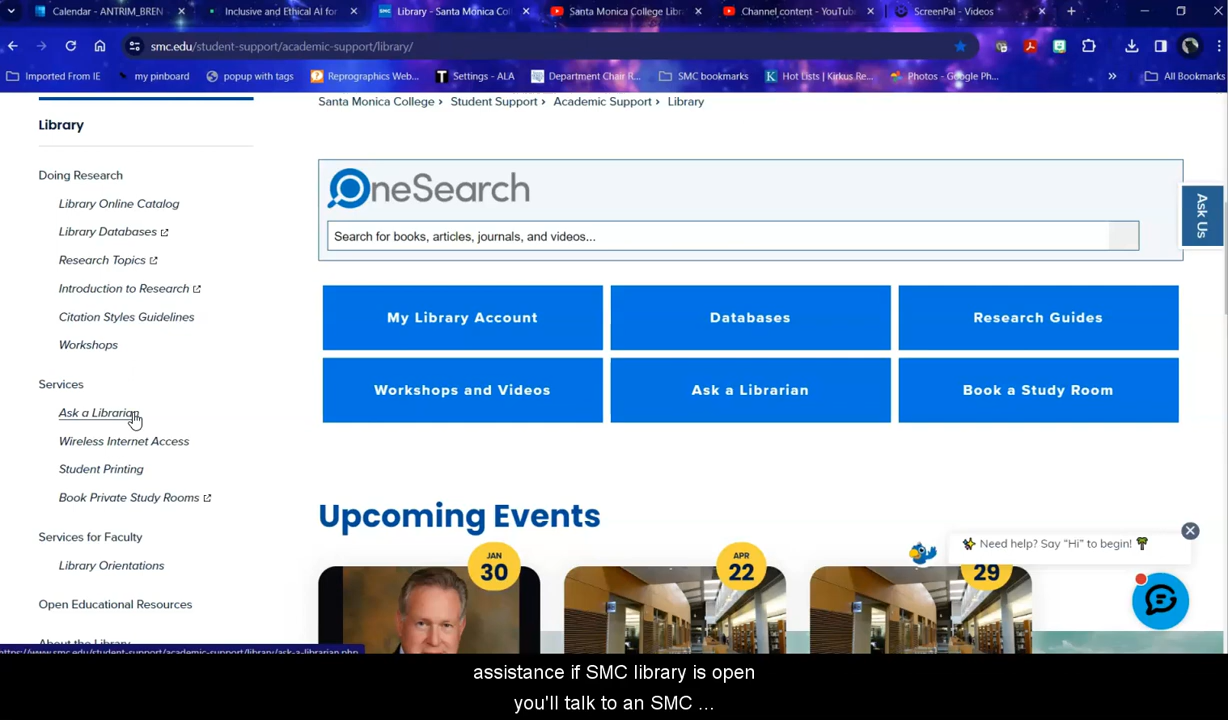 Calendar - ANTRIM_BREN
Inclusive and Ethical AI for
Library - Santa Monica Col
Santa Monica College Libra
Channel content - YouTube
ScreenPal - Videos
smc.edu/student-support/academic-support/library/
Imported From IE
my pinboard
popup with tags
Reprographics Web...
Settings - ALA
Department Chair R...
SMC bookmarks
Hot Lists | Kirkus Re...
Photos - Google Ph...
All Bookmarks
Santa Monica College › Student Support › Academic Support › Library
Library
Doing Research
Library Online Catalog
Library Databases
Research Topics
Introduction to Research
Citation Styles Guidelines
Workshops
Services
Ask a Librarian
Wireless Internet Access
Student Printing
Book Private Study Rooms
Services for Faculty
Library Orientations
Open Educational Resources
About the Library
https://www.smc.edu/student-support/academic-support/library/ask-a-librarian.php
OneSearch
Search for books, articles, journals, and videos...
My Library Account
Databases
Research Guides
Workshops and Videos
Ask a Librarian
Book a Study Room
Ask Us
Upcoming Events
JAN
30
APR
22
29
Need help? Say "Hi" to begin!
assistance if SMC library is open
you'll talk to an SMC ...